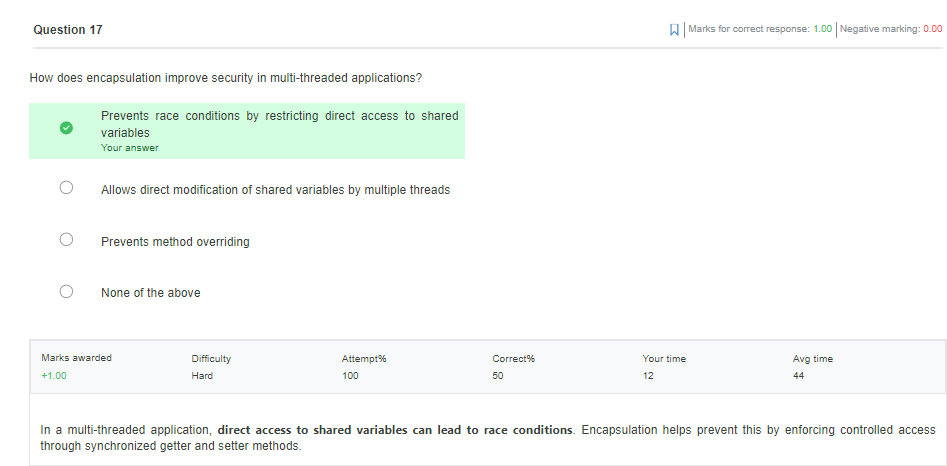 Question 17
Marks for correct response: 1.00 Negative marking: 0.00
How does encapsulation improve security in multi-threaded applications?
Prevents race conditions by restricting direct access to shared
variables
Your answer
Allows direct modification of shared variables by multiple threads
Prevents method overriding
None of the above
Marks awarded Difficulty Attempt% Correct% Your time Avg time
+1.00 Hard 100 50 12 44
In a multi-threaded application, direct access to shared variables can lead to race conditions. Encapsulation helps prevent this by enforcing controlled access
through synchronized getter and setter methods.